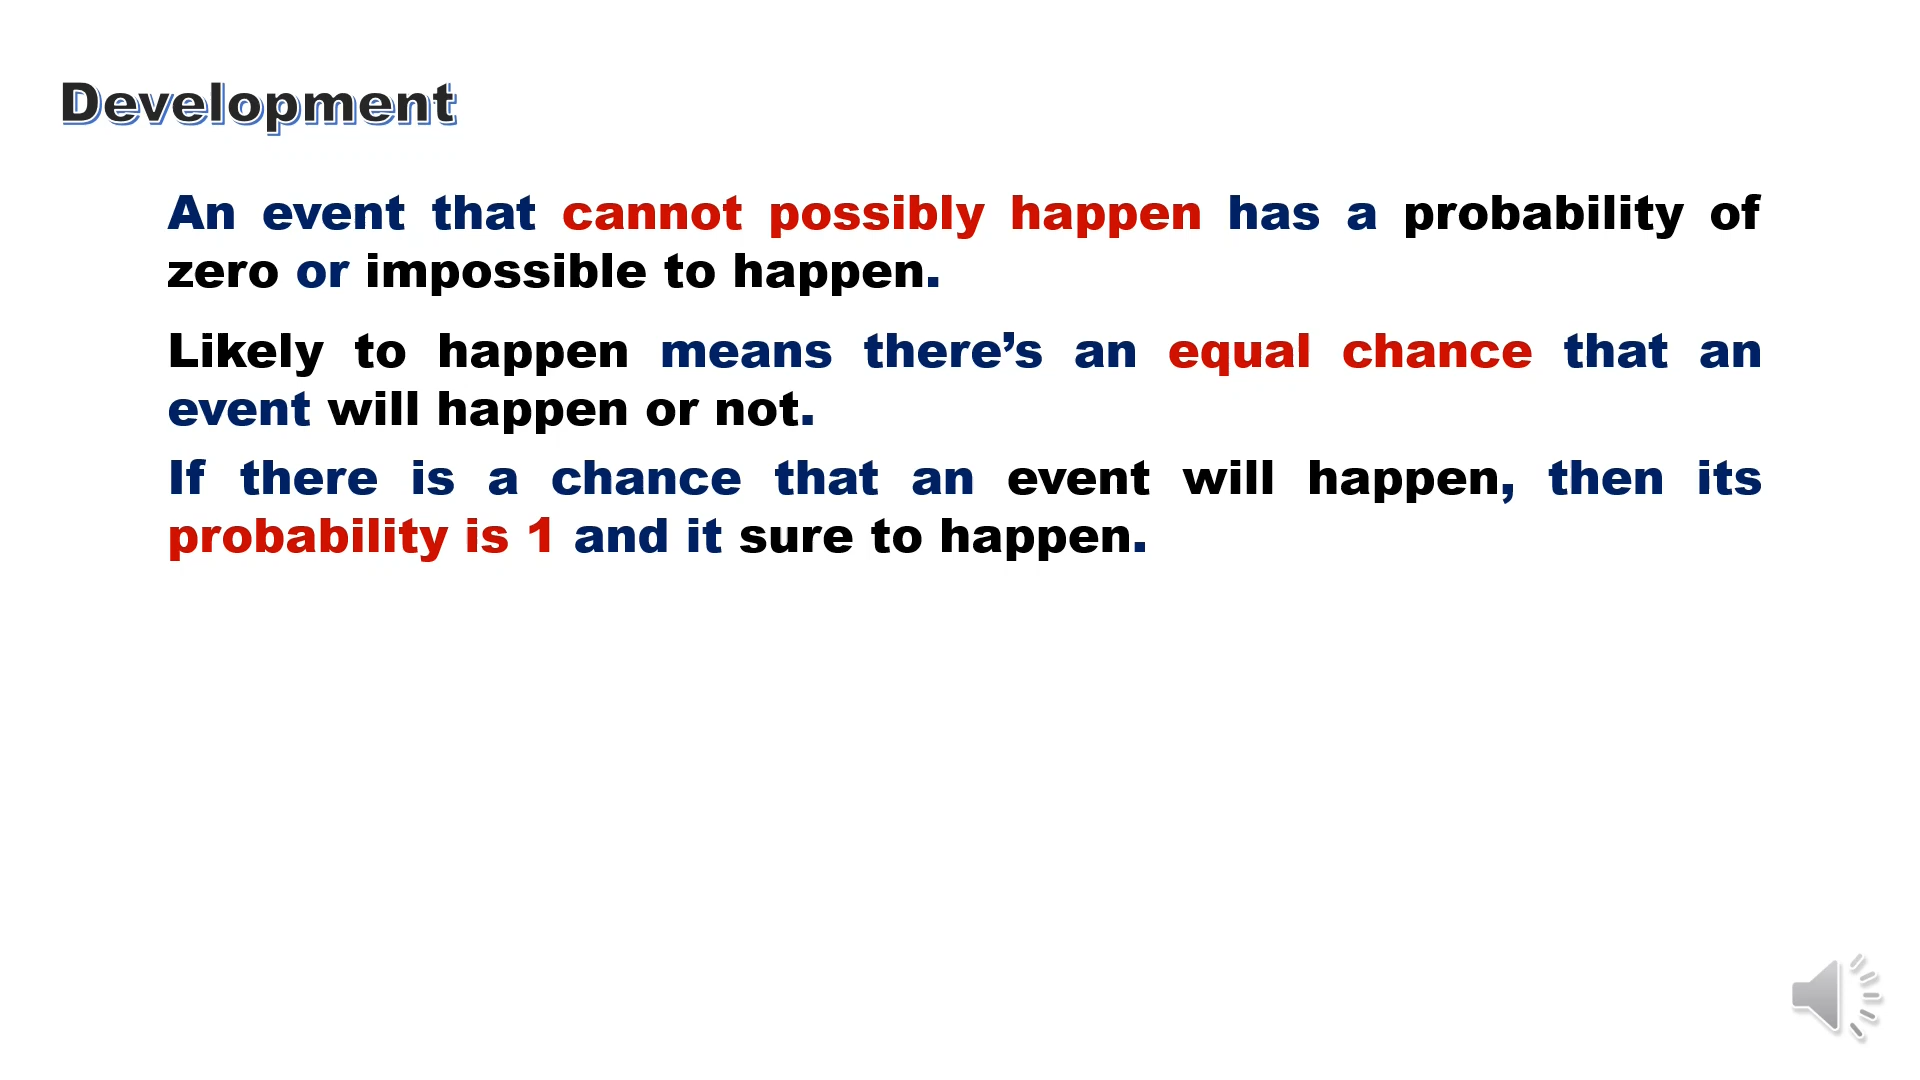 Development
An event that cannot possibly happen has a probability of
zero or impossible to happen.
Likely to happen means there’s an equal chance that an
event will happen or not.
If there is a chance that an event will happen, then its
probability is 1 and it sure to happen.